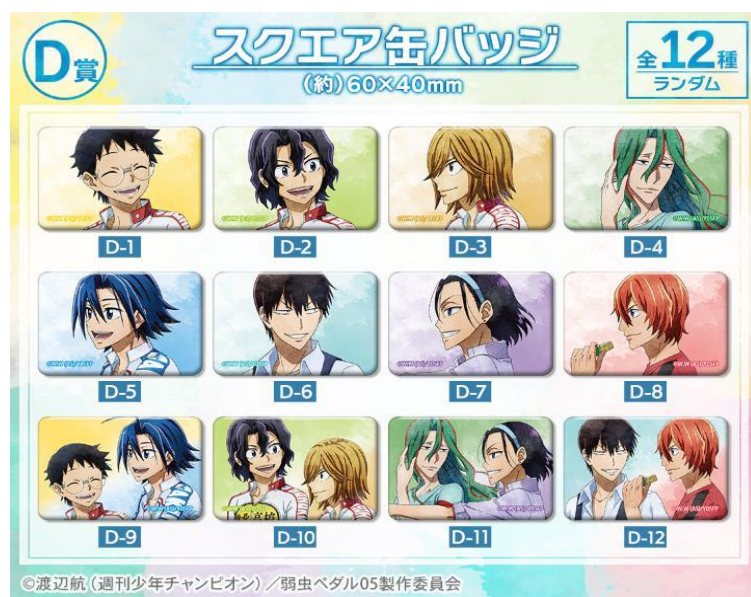 D賞
スクエア缶バッジ
(約)60×40mm
全12種
ランダム
D-1
D-2
D-3
D-4
D-5
D-6
D-7
D-8
D-9
D-10
D-11
D-12
©渡辺航(週刊少年チャンピオン)/弱虫ペダル05製作委員会